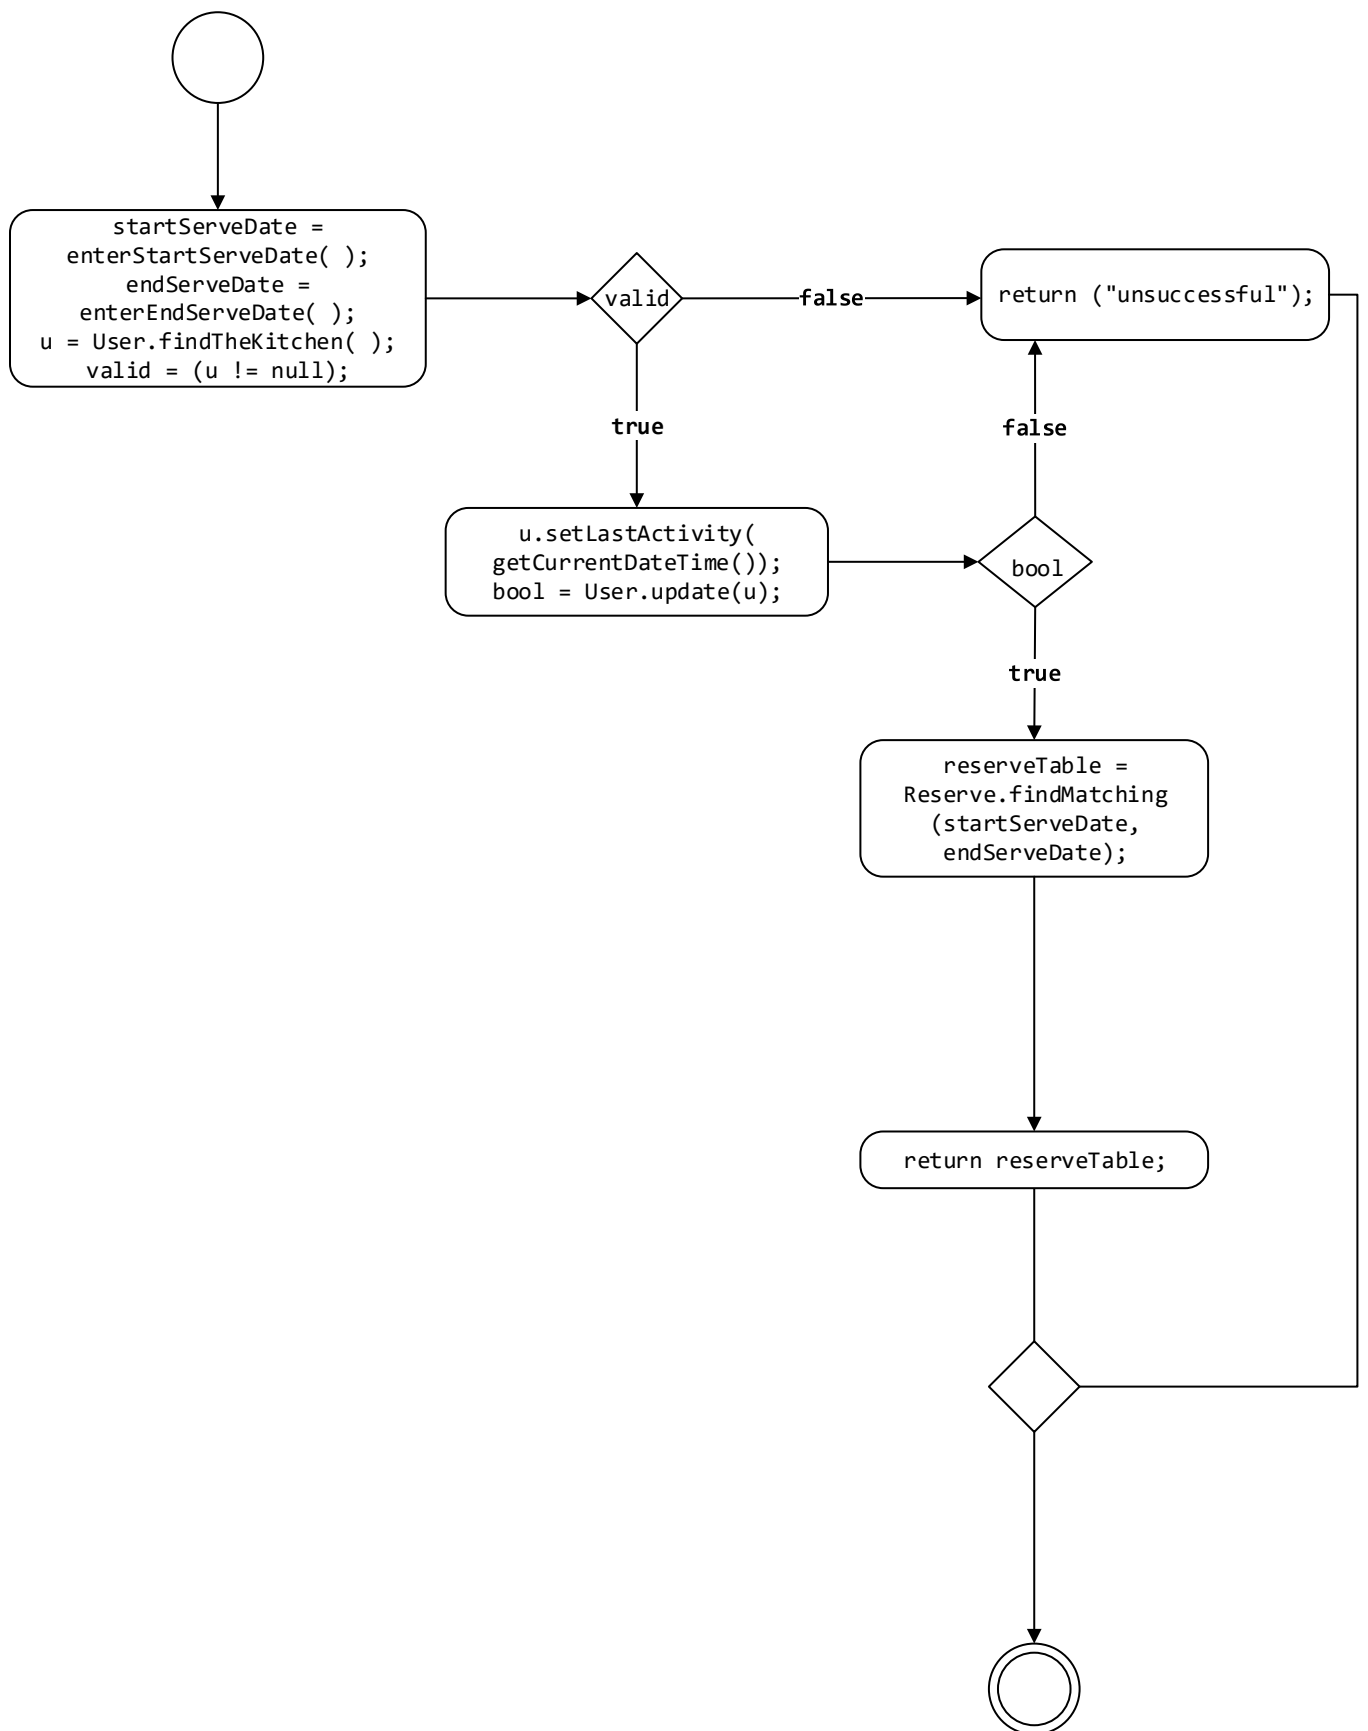 startServeDate =
enterStartServeDate( );
endServeDate =
enterEndServeDate( );
u = User.findTheKitchen( );
valid = (u != null);
valid
false
return ("unsuccessful");
true
false
u.setLastActivity(
getCurrentDateTime());
bool = User.update(u);
bool
true
reserveTable =
Reserve.findMatching
(startServeDate,
endServeDate);
return reserveTable;